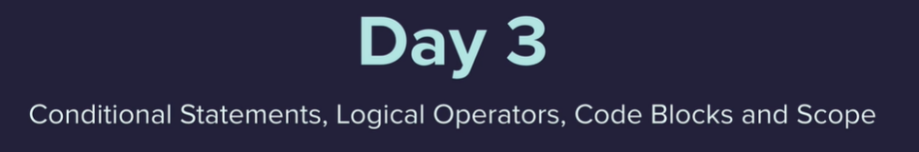 Day 3
Conditional Statements, Logical Operators, Code Blocks and Scope